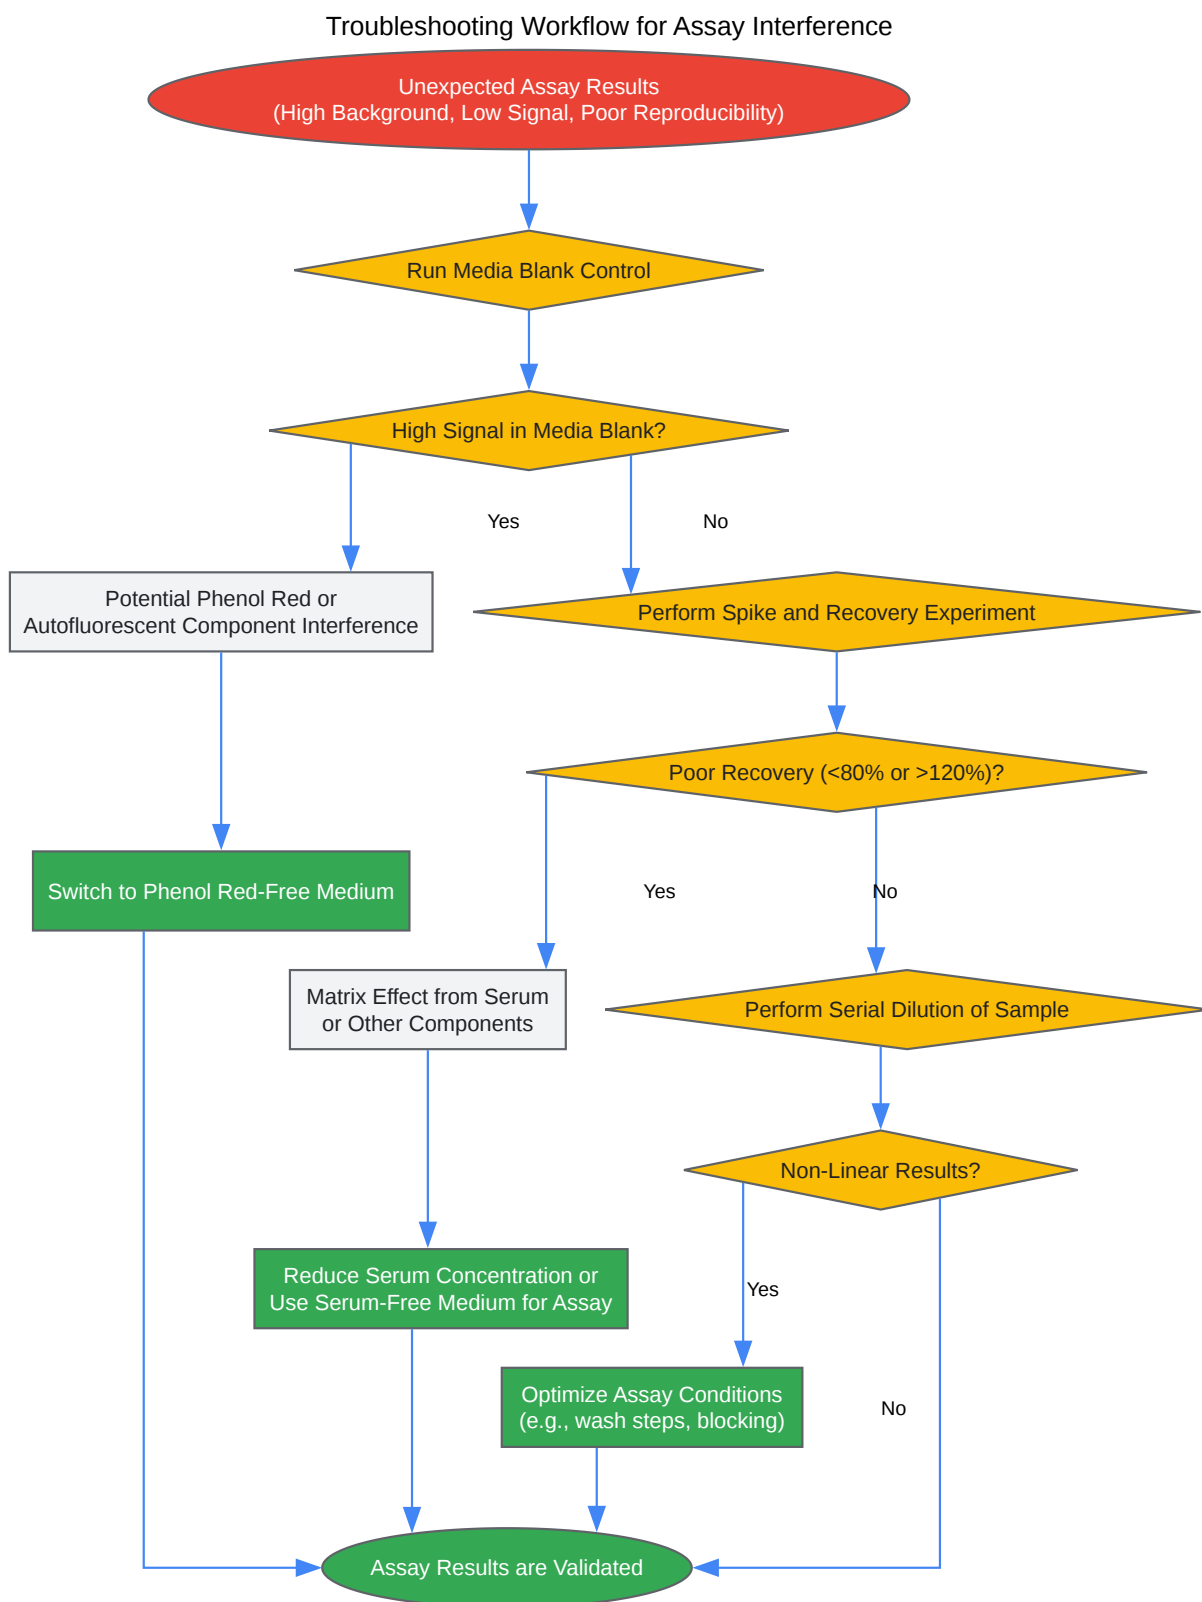 Troubleshooting Workflow for Assay Interference
Unexpected Assay Results
(High Background, Low Signal, Poor Reproducibility)
Run Media Blank Control
High Signal in Media Blank?
Yes
No
Potential Phenol Red or
Autofluorescent Component Interference
Perform Spike and Recovery Experiment
Poor Recovery (<80% or >120%)?
Switch to Phenol Red-Free Medium
Yes
No
Matrix Effect from Serum
or Other Components
Perform Serial Dilution of Sample
Non-Linear Results?
Reduce Serum Concentration or
Use Serum-Free Medium for Assay
Yes
Optimize Assay Conditions
(e.g., wash steps, blocking)
No
Assay Results are Validated